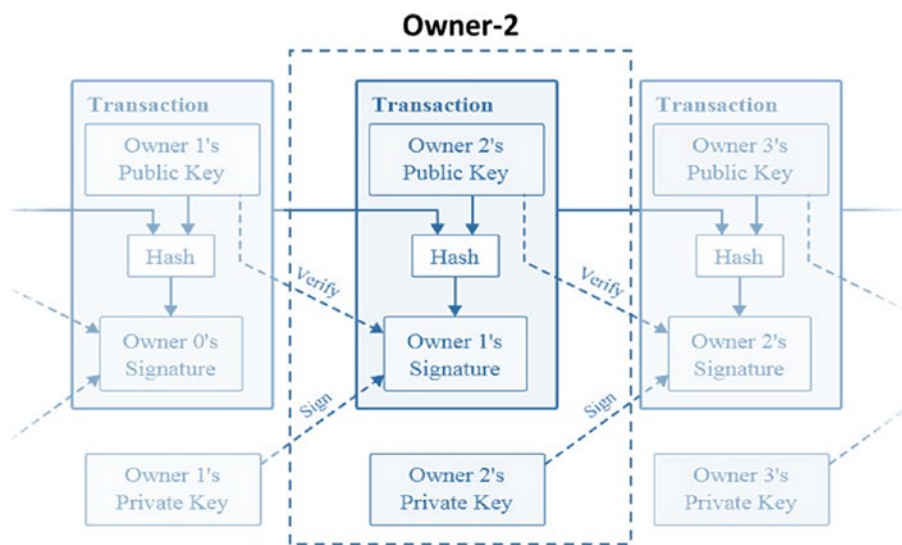 Owner-2
Transaction
Owner 1's
Public Key
Hash
Owner 0's
Signature
Owner 1's
Private Key
Verify
Sign
Transaction
Owner 2's
Public Key
Hash
Owner 1's
Signature
Owner 2's
Private Key
Verify
Sign
Transaction
Owner 3's
Public Key
Hash
Owner 2's
Signature
Owner 3's
Private Key